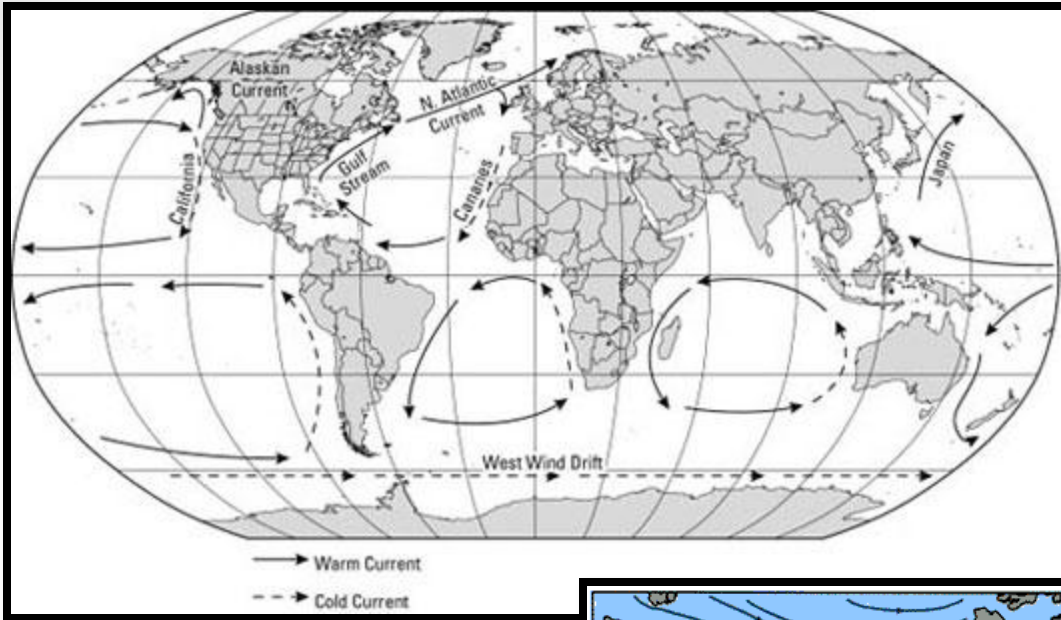 Alaskan
Current
N. Atlantic
Current
Gulf
Stream
California
Canaries
Japan
West Wind Drift
Warm Current
Cold Current